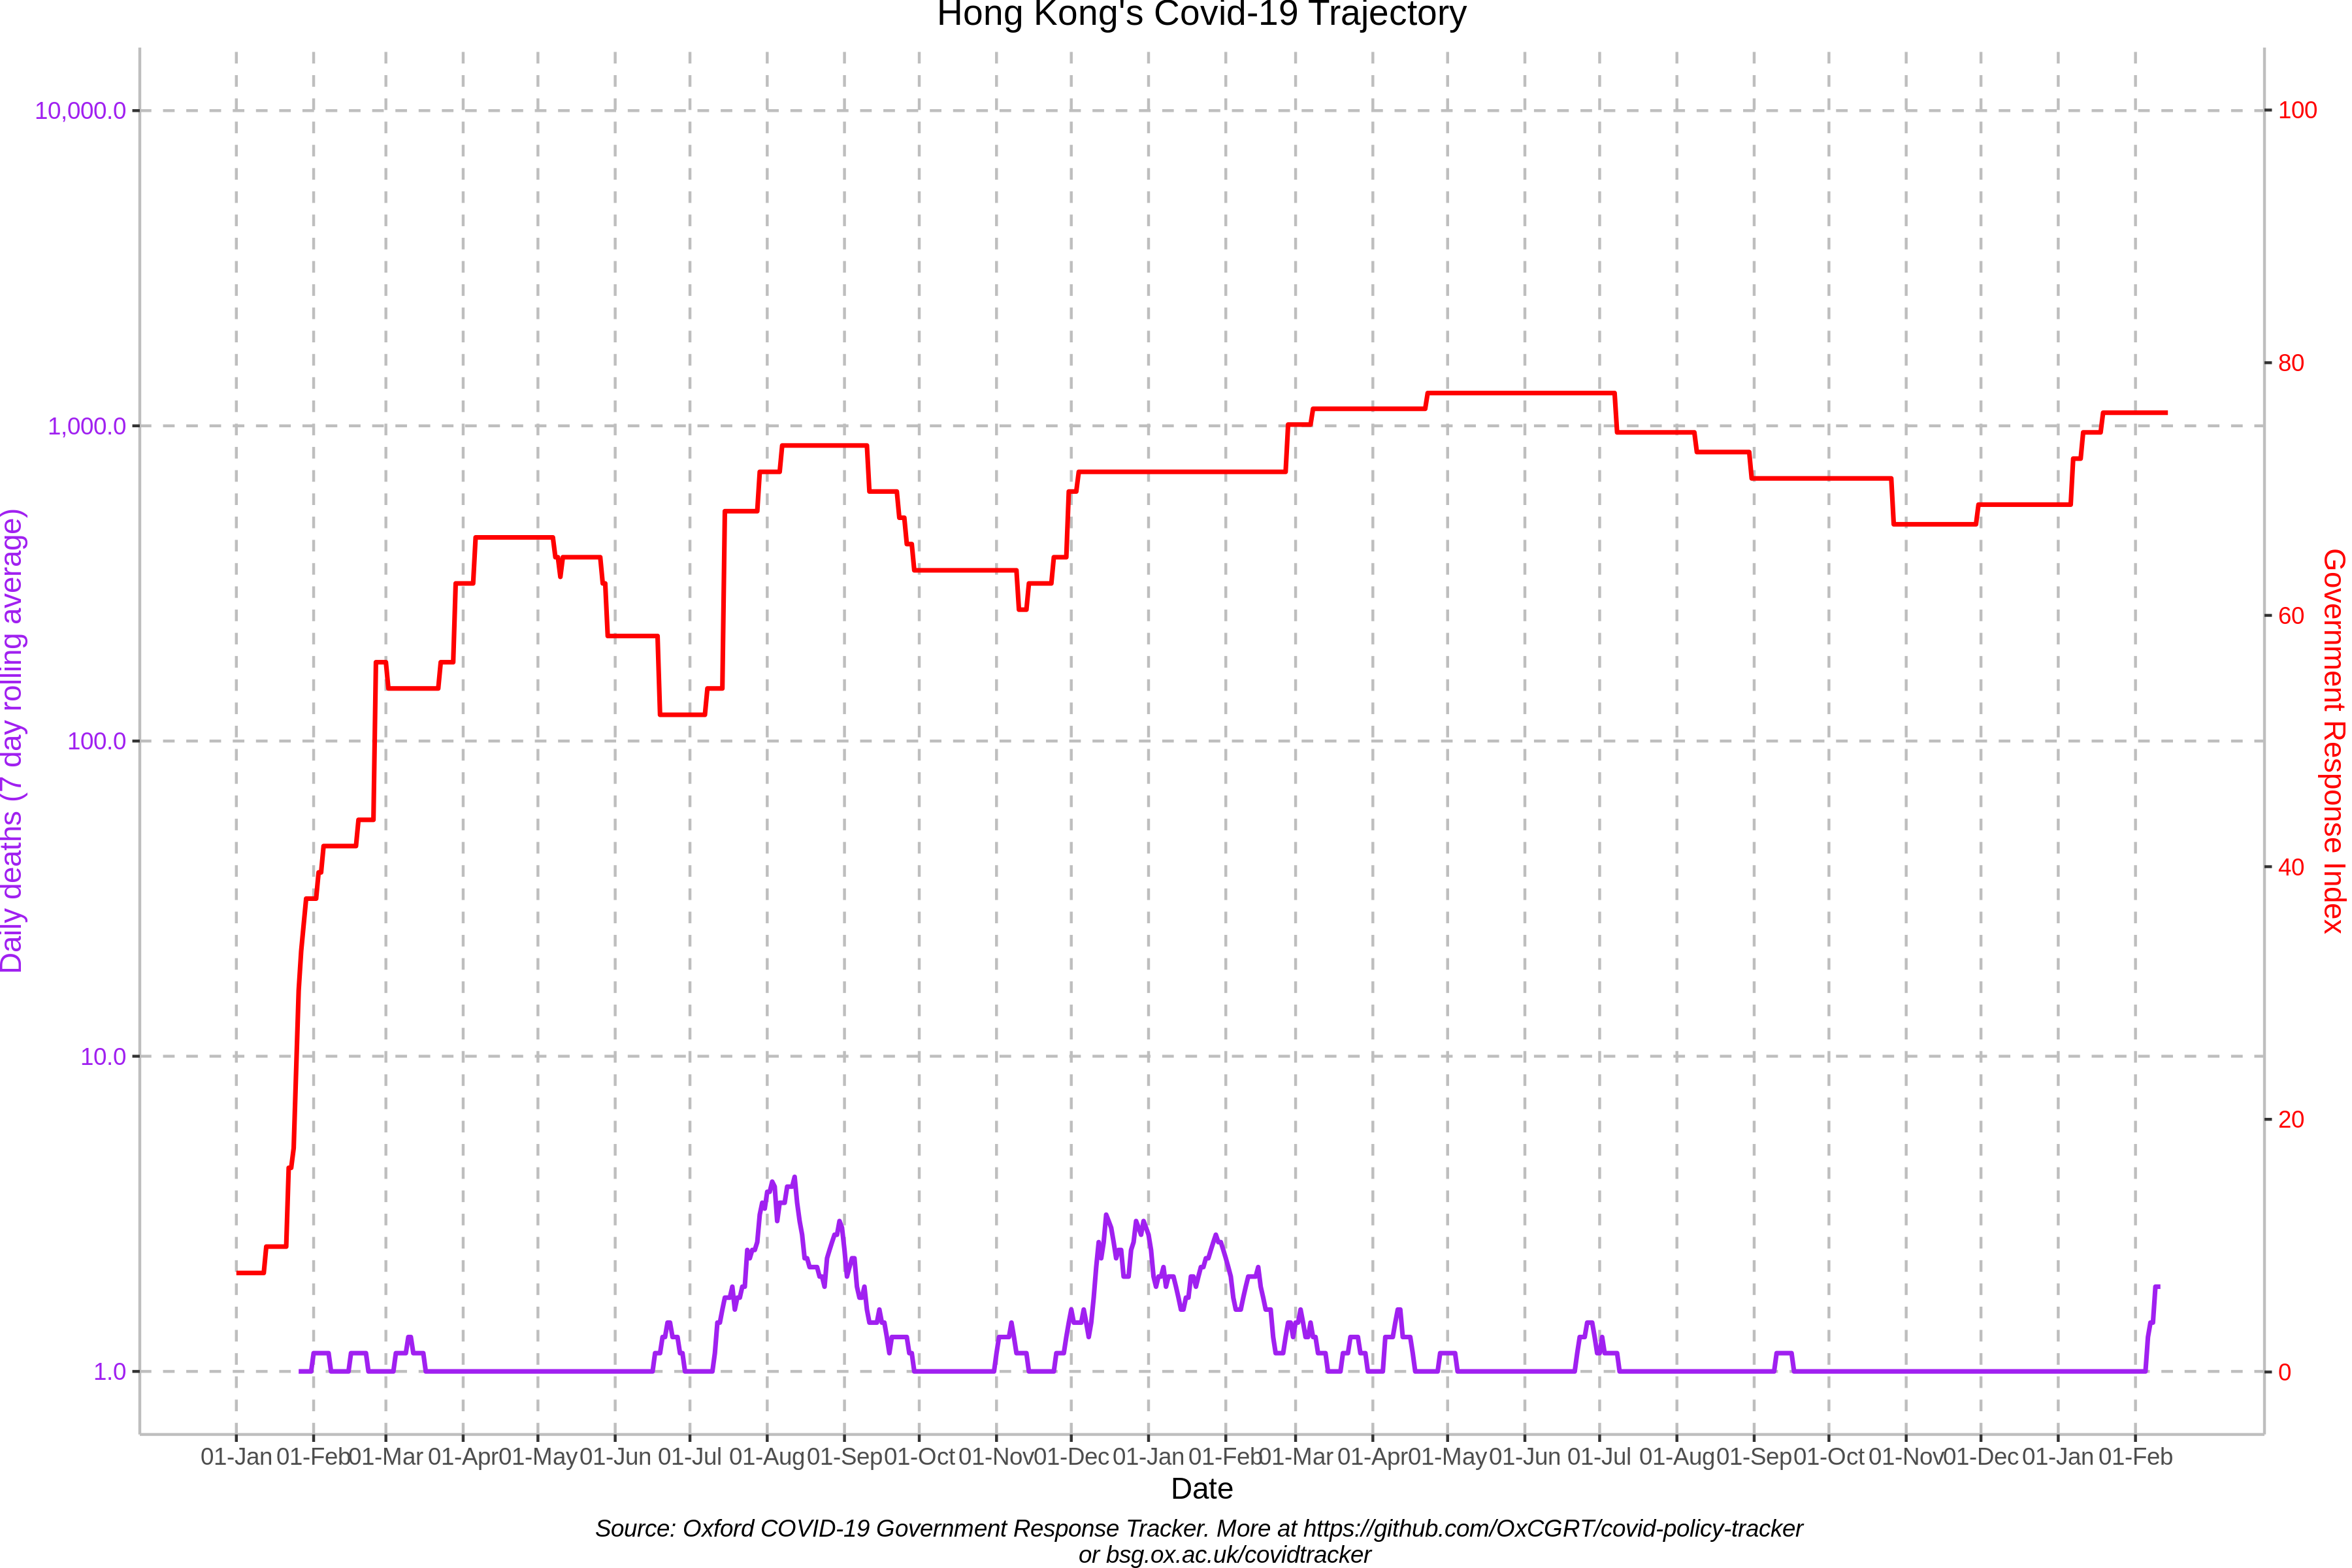 Hong Kong's Covid-19 Trajectory
10,000.0
1,000.0
100.0
10.0
1.0
Daily deaths (7 day rolling average)
100
80
60
40
20
0
Government Response Index
01-Jan 01-Feb 01-Mar 01-Apr 01-May 01-Jun 01-Jul 01-Aug 01-Sep 01-Oct 01-Nov 01-Dec 01-Jan 01-Feb 01-Mar 01-Apr 01-May 01-Jun 01-Jul 01-Aug 01-Sep 01-Oct 01-Nov 01-Dec 01-Jan 01-Feb
Date
Source: Oxford COVID-19 Government Response Tracker. More at https://github.com/OxCGRT/covid-policy-tracker
or bsg.ox.ac.uk/covidtracker